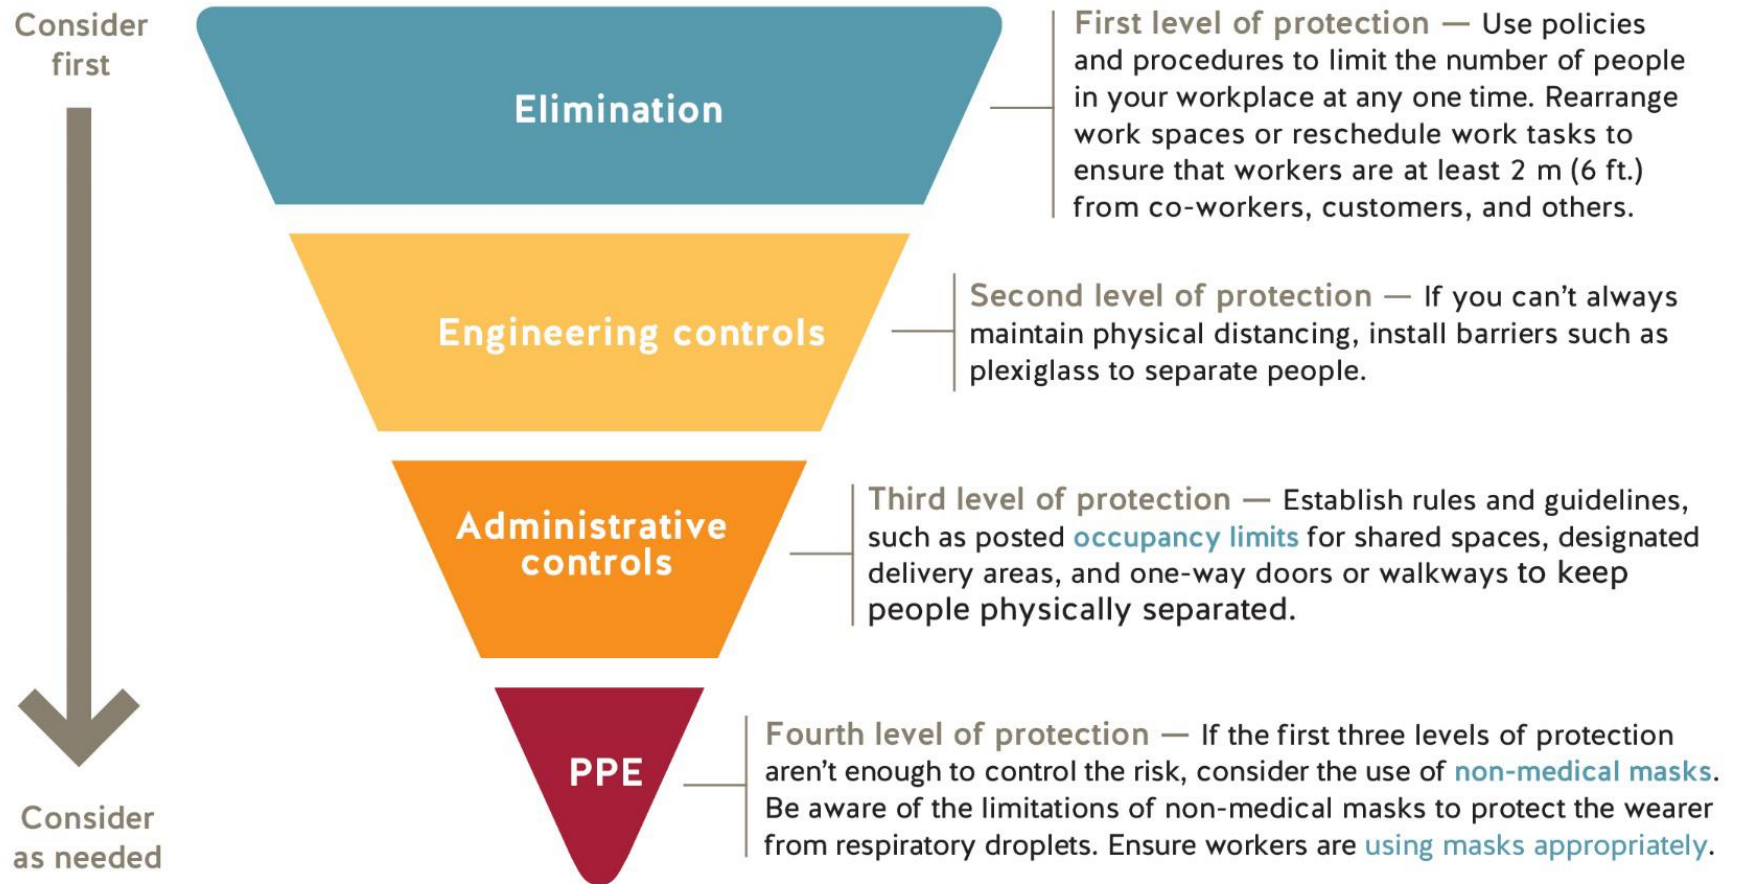 Consider
first
Elimination
First level of protection — Use policies
and procedures to limit the number of people
in your workplace at any one time. Rearrange
work spaces or reschedule work tasks to
ensure that workers are at least 2 m (6 ft.)
from co-workers, customers, and others.
Engineering controls
Second level of protection — If you can’t always
maintain physical distancing, install barriers such as
plexiglass to separate people.
Administrative
controls
Third level of protection — Establish rules and guidelines,
such as posted occupancy limits for shared spaces, designated
delivery areas, and one-way doors or walkways to keep
people physically separated.
PPE
Fourth level of protection — If the first three levels of protection
aren’t enough to control the risk, consider the use of non-medical masks.
Be aware of the limitations of non-medical masks to protect the wearer
from respiratory droplets. Ensure workers are using masks appropriately.
Consider
as needed